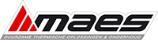 maes
DUURZAME THERMISCHE OPLOSSINGEN & ONDERHOUD